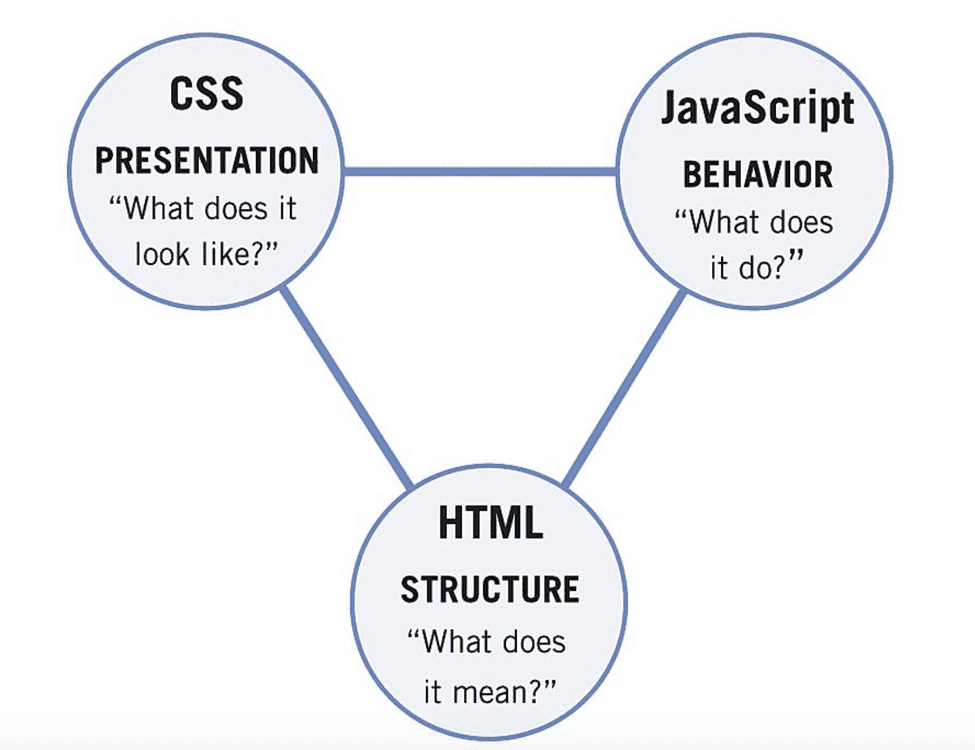 CSS
PRESENTATION
“What does it
look like?”
JavaScript
BEHAVIOR
“What does
it do?”
HTML
STRUCTURE
“What does
it mean?”